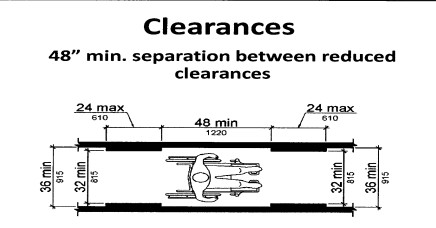 Clearances
48” min. separation between reduced
clearances
24 max
610
48 min
1220
24 max
610
36 min
915
32 min
815
32 min
815
36 min
915